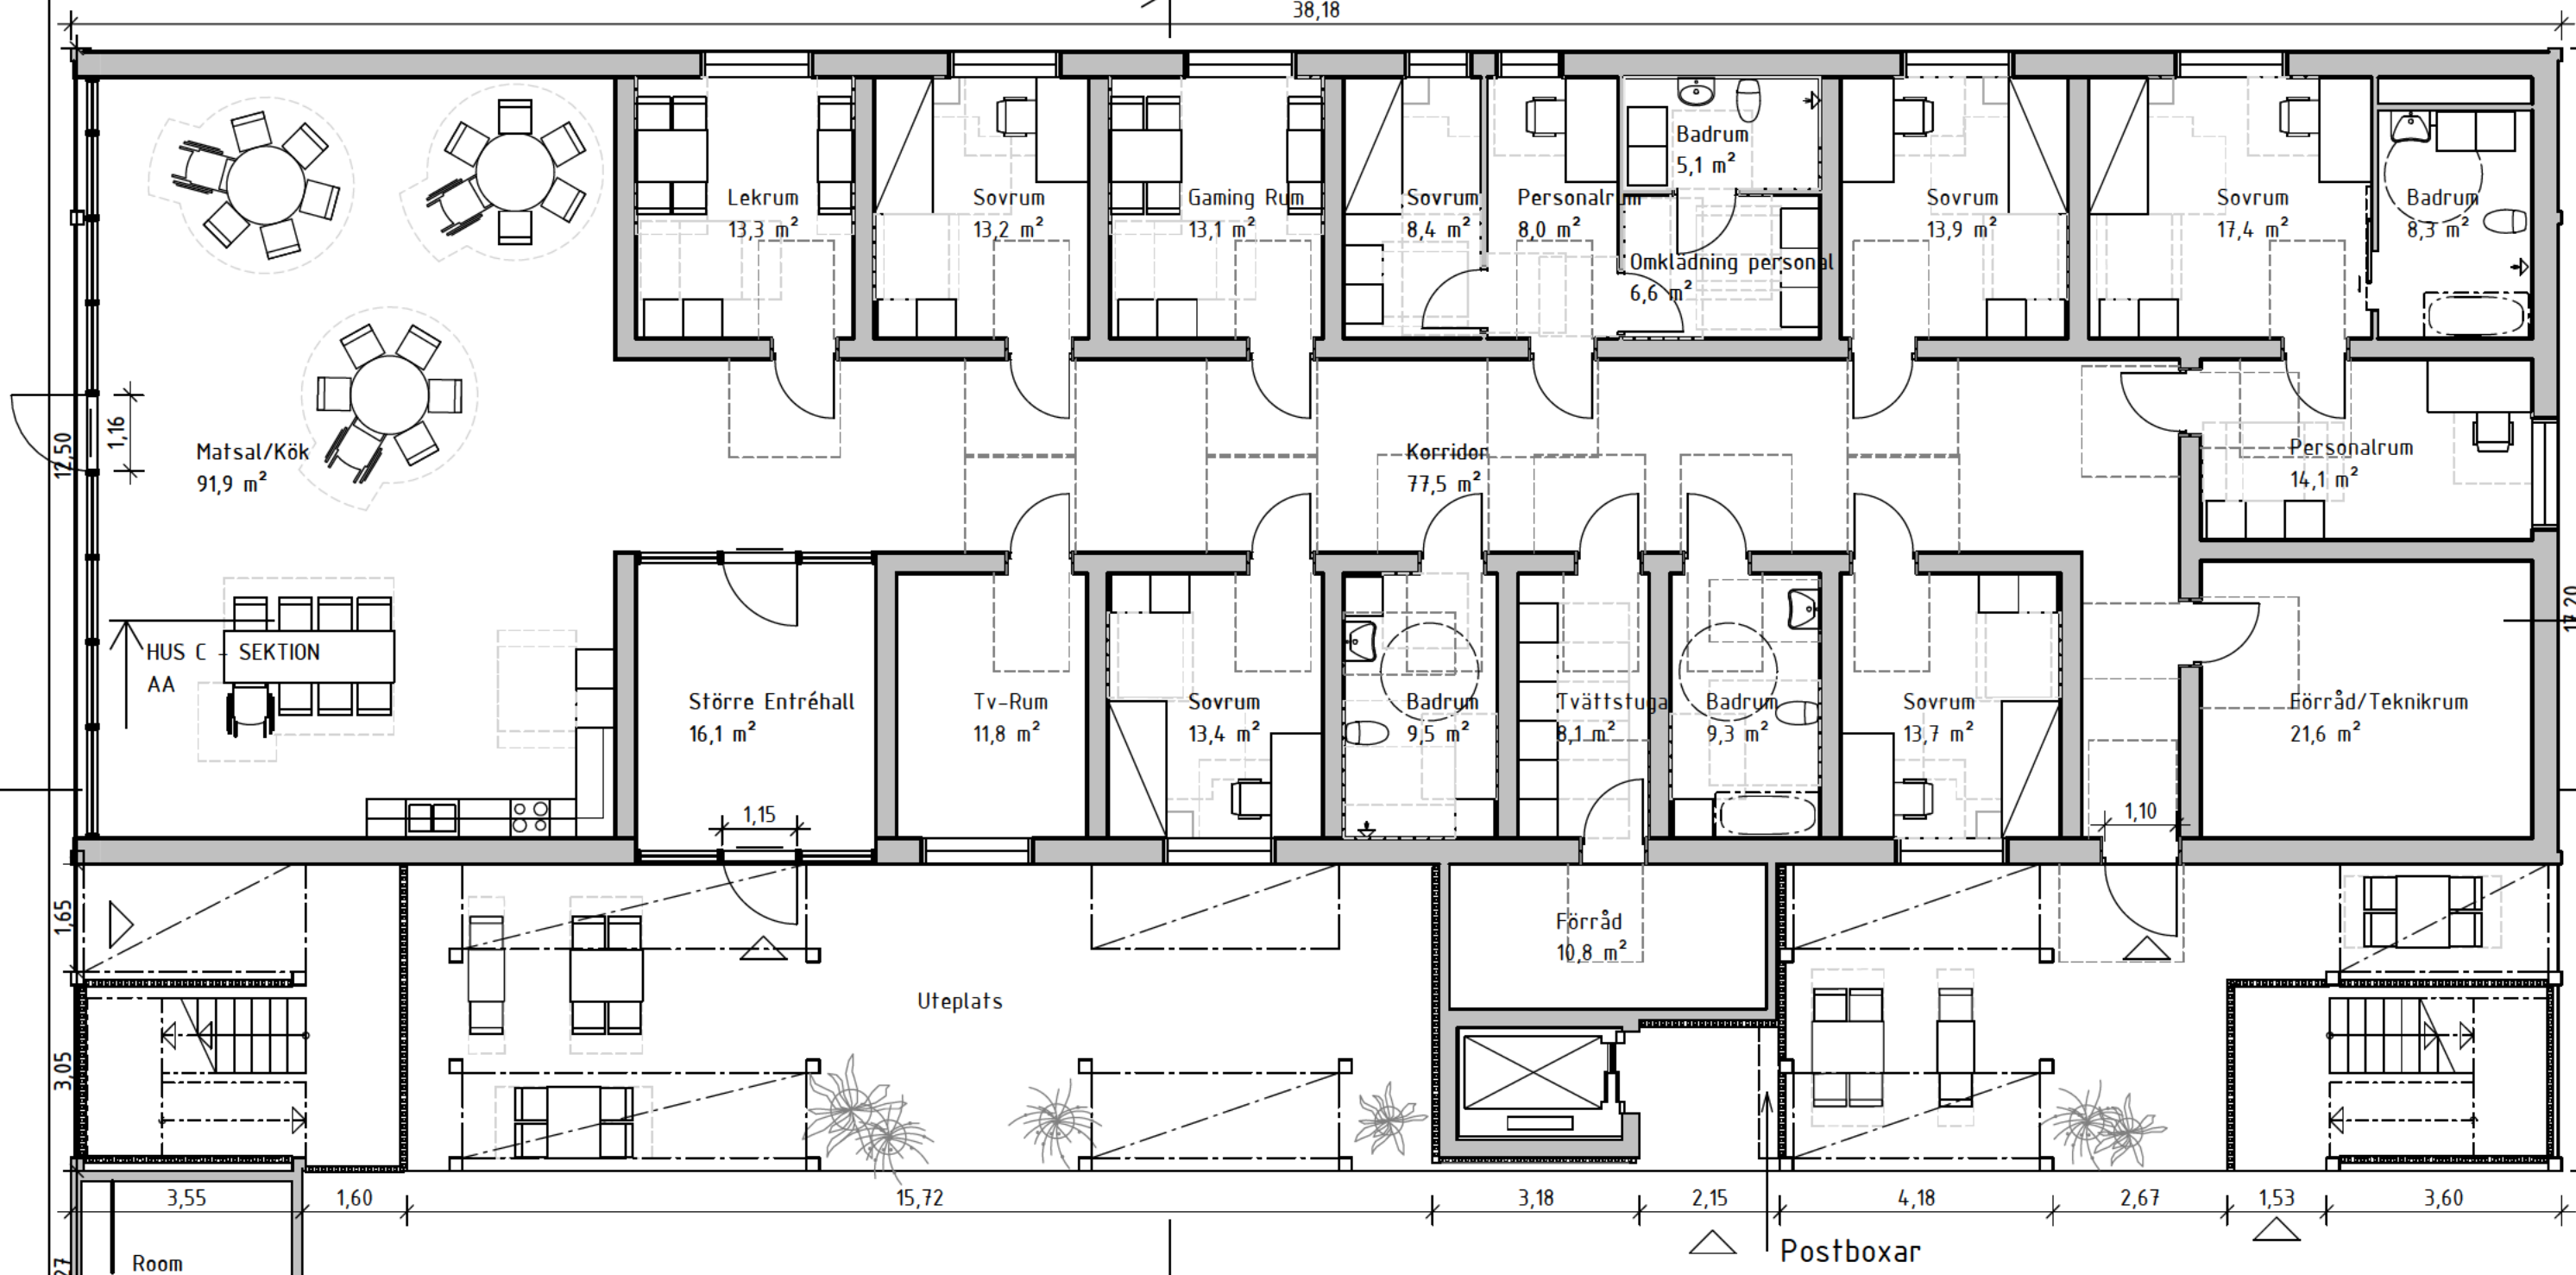 38,18
Lekrum
13,3 m²
Sovrum
13,2 m²
Gaming Rum
13,1 m²
Sovrum
8,4 m²
Personalrum
8,0 m²
Badrum
5,1 m²
Omklädning personal
6,6 m²
Sovrum
13,9 m²
Sovrum
17,4 m²
Badrum
8,3 m²
12,50
1,16
Matsal/Kök
91,9 m²
Korridor
77,5 m²
Personalrum
14,1 m²
17,20
HUS C - SEKTION
AA
Större Entréhall
16,1 m²
1,15
Tv-Rum
11,8 m²
Sovrum
13,4 m²
Badrum
9,5 m²
Tvättstuga
8,1 m²
Badrum
9,3 m²
Sovrum
13,7 m²
1,10
Förråd/Teknikrum
21,6 m²
1,65
3,05
Uteplats
Förråd
10,8 m²
3,55
1,60
15,72
3,18
2,15
4,18
2,67
1,53
3,60
Postboxar
Room